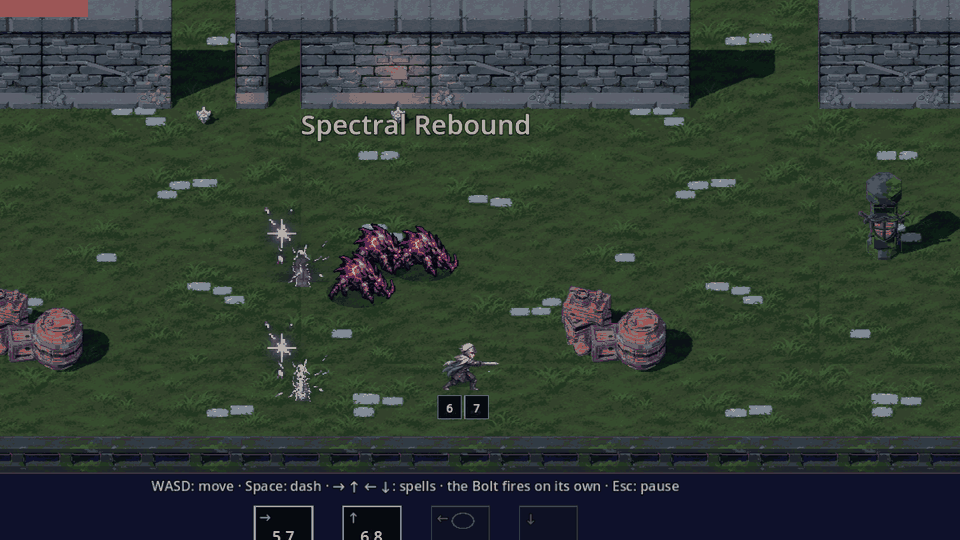 Spectral Rebound
6 7
WASD: move · Space: dash · → ↑ ← ↓: spells · the Bolt fires on its own · Esc: pause
→ ↑ ← ↓
5.7 6.8